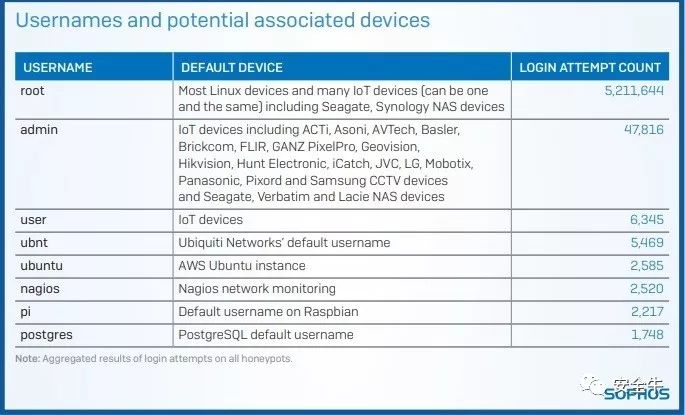 Usernames and potential associated devices
USERNAME DEFAULT DEVICE LOGIN ATTEMPT COUNT
root Most Linux devices and many IoT devices (can be one 5,211,644
and the same) including Seagate, Synology NAS devices
admin IoT devices including ACTi, Asoni, AVTech, Basler, 47,816
Brickcom, FLIR, GANZ PixelPro, Geovision,
Hikvision, Hunt Electronic, iCatch, JVC, LG, Mobotix,
Panasonic, Pixord and Samsung CCTV devices
and Seagate, Verbatim and Lacie NAS devices
user IoT devices 6,345
ubnt Ubiquiti Networks’ default username 5,469
ubuntu AWS Ubuntu instance 2,585
nagios Nagios network monitoring 2,520
pi Default username on Raspbian 2,217
postgres PostgreSQL default username 1,748
Note: Aggregated results of login attempts on all honeypots.
安全牛
SOPHOS